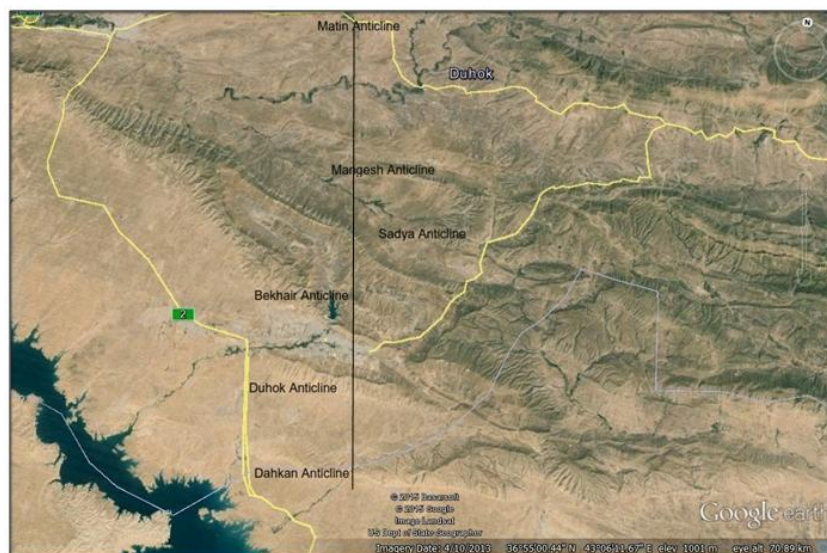 Matin Anticline
N
Duhok
Mangesh Anticline
Sadya Anticline
Bekhair Anticline
2
Duhok Anticline
Dahkan Anticline
© 2015 Basarsoft
© 2015 Google
Image Landsat
US Dept of State Geographer
Google earth
Imagery Date: 4/10/2013 36°55'00.44" N 43°06'11.67" E elev 1001 m eye alt 70.89 km